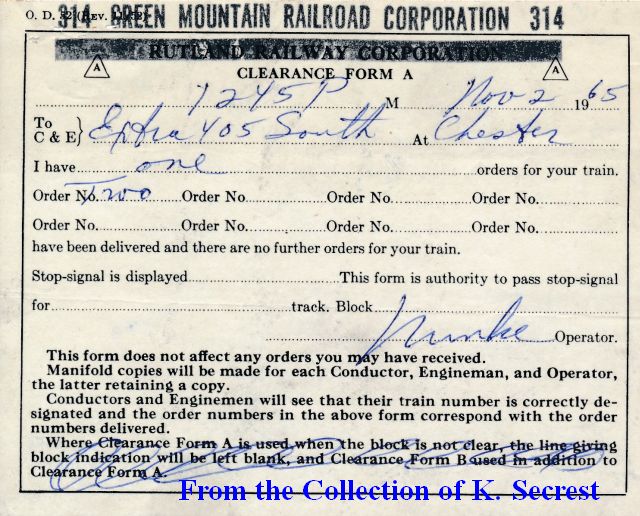 O. D. 32 (Rev. 
314 GREEN MOUNTAIN RAILROAD CORPORATION 314
RUTLAND RAILWAY CORPORATION
A CLEARANCE FORM A A
1245 P M Nov 2 1965
To
C & E} Extra 405 South At Chester
I have one orders for your train.
Order No. Two Order No. Order No. Order No.
Order No. Order No. Order No. Order No.
have been delivered and there are no further orders for your train.
Stop-signal is displayed This form is authority to pass stop-signal
for track. Block
Operator.
This form does not affect any orders you may have received.
Manifold copies will be made for each Conductor, Engineman, and Operator,
the latter retaining a copy.
Conductors and Enginemen will see that their train number is correctly de-
signated and the order numbers in the above form correspond with the order
numbers delivered.
Where Clearance Form A is used when the block is not clear, the line giving
block indication will be left blank, and Clearance Form B used in addition to
Clearance Form A.
From the Collection of K. Secrest